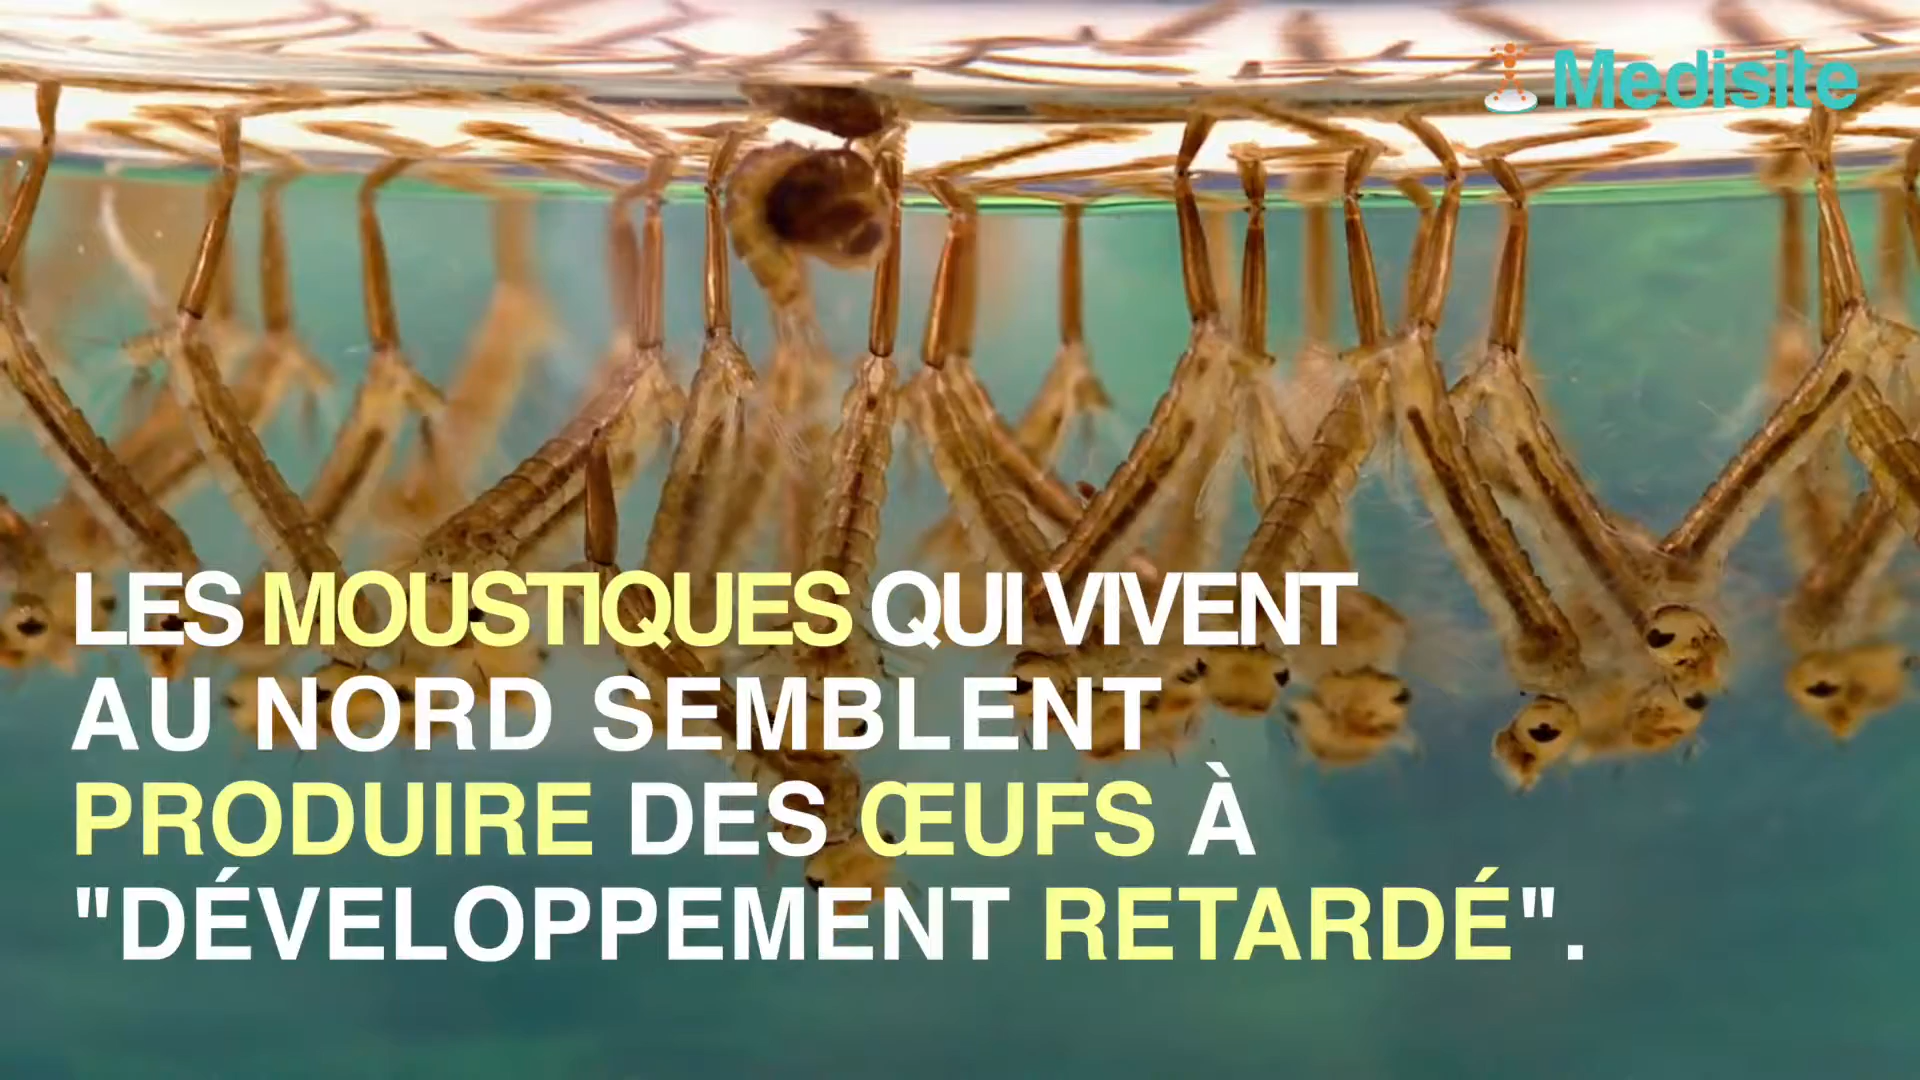 Medisite
LES MOUSTIQUES QUI VIVENT
AU NORD SEMBLENT
PRODUIRE DES ŒUFS À
"DÉVELOPPEMENT RETARDÉ".